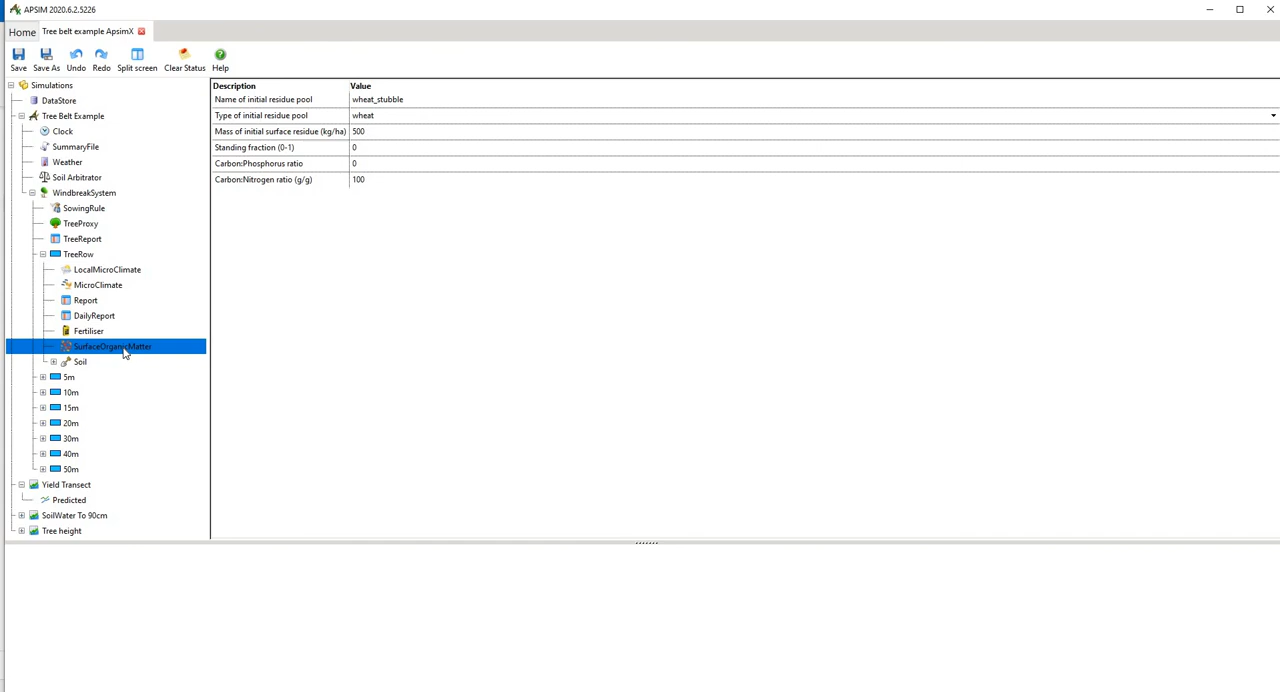 APSIM 2020.6.2.5226
Home Tree belt example ApsimX
Save Save As Undo Redo Split screen Clear Status Help
Simulations
DataStore
Tree Belt Example
Clock
SummaryFile
Weather
Soil Arbitrator
WindbreakSystem
SowingRule
TreeProxy
TreeReport
TreeRow
LocalMicroClimate
MicroClimate
Report
DailyReport
Fertiliser
SurfaceOrganicMatter
Soil
5m
10m
15m
20m
30m
40m
50m
Yield Transect
Predicted
SoilWater To 90cm
Tree height
Description Value
Name of initial residue pool wheat_stubble
Type of initial residue pool wheat
Mass of initial surface residue (kg/ha) 500
Standing fraction (0-1) 0
Carbon:Phosphorus ratio 0
Carbon:Nitrogen ratio (g/g) 100